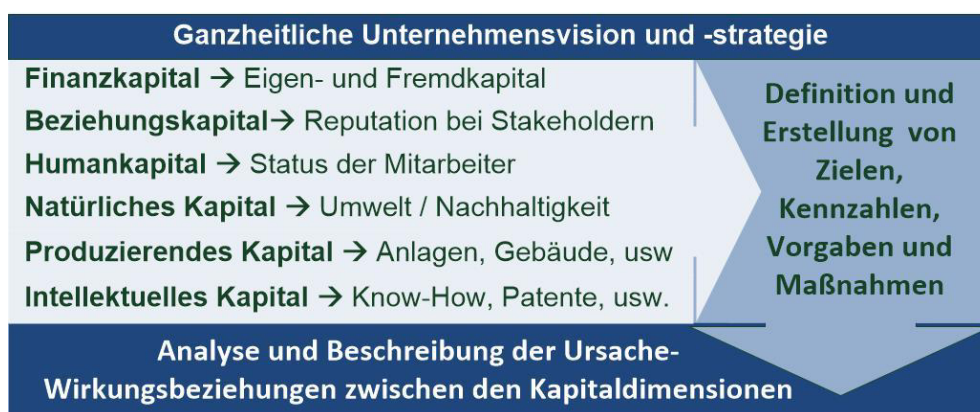 Ganzheitliche Unternehmensvision und -strategie
Finanzkapital → Eigen- und Fremdkapital
Beziehungskapital→ Reputation bei Stakeholdern
Humankapital → Status der Mitarbeiter
Natürliches Kapital → Umwelt / Nachhaltigkeit
Produzierendes Kapital → Anlagen, Gebäude, usw
Intellektuelles Kapital → Know-How, Patente, usw.
Definition und
Erstellung von
Zielen,
Kennzahlen,
Vorgaben und
Maßnahmen
Analyse und Beschreibung der Ursache-
Wirkungsbeziehungen zwischen den Kapitaldimensionen